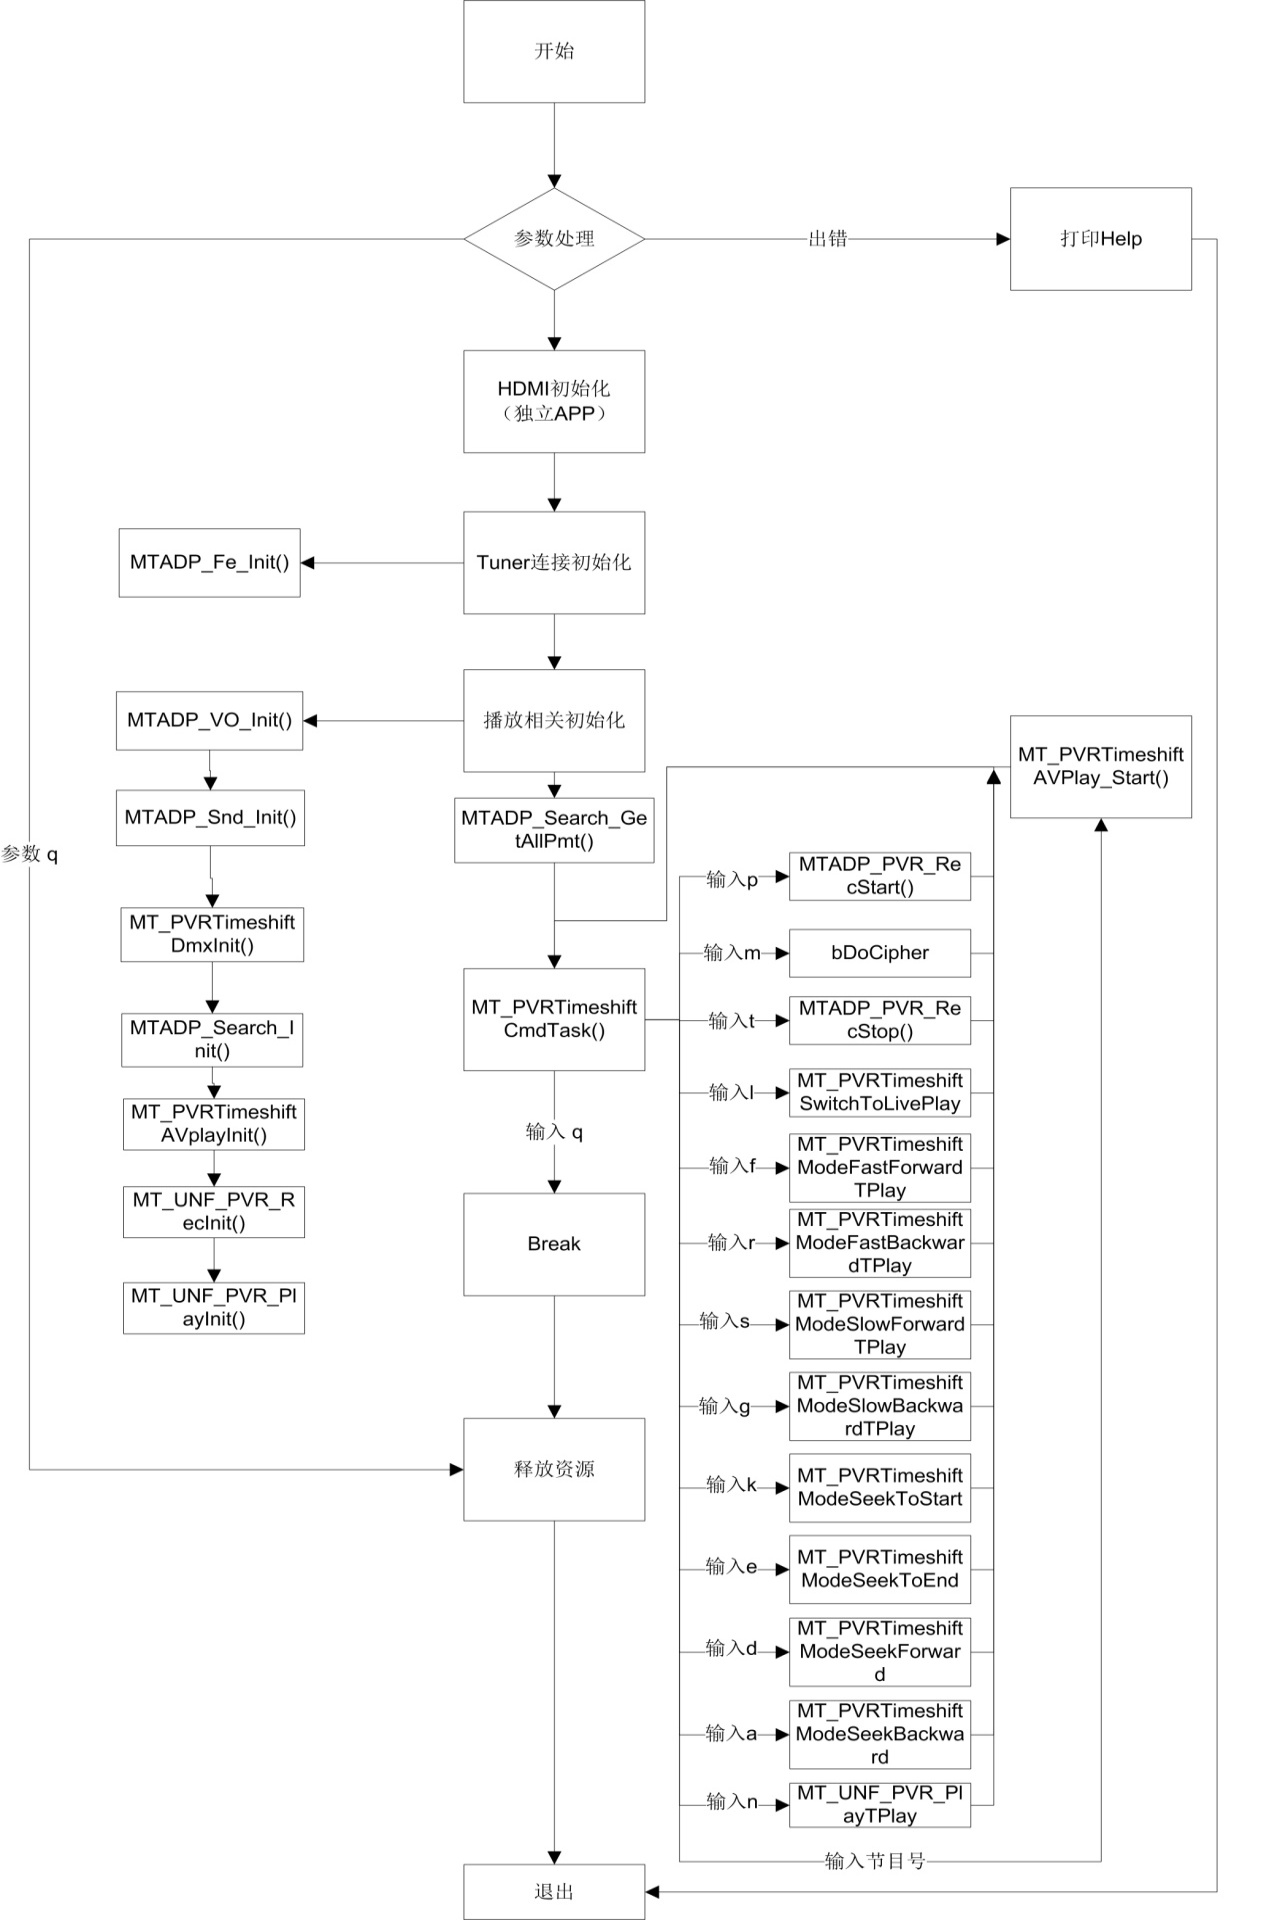 开始
参数处理
出错
打印Help
HDMI初始化
（独立APP）
Tuner连接初始化
MTADP_Fe_Init()
播放相关初始化
MTADP_VO_Init()
MTADP_Snd_Init()
MT_PVRTimeshift
DmxInit()
MTADP_Search_I
nit()
MT_PVRTimeshift
AVplayInit()
MT_UNF_PVR_R
ecInit()
MT_UNF_PVR_Pl
ayInit()
参数 q
MTADP_Search_Ge
tAllPmt()
MT_PVRTimeshift
CmdTask()
输入 q
Break
释放资源
退出
MT_PVRTimeshift
AVPlay_Start()
输入p
MTADP_PVR_Re
cStart()
输入m
bDoCipher
输入t
MTADP_PVR_Re
cStop()
输入l
MT_PVRTimeshift
SwitchToLivePlay
输入f
MT_PVRTimeshift
ModeFastForward
TPlay
输入r
MT_PVRTimeshift
ModeFastBackwar
dTPlay
输入s
MT_PVRTimeshift
ModeSlowForward
TPlay
输入g
MT_PVRTimeshift
ModeSlowBackwa
rdTPlay
输入k
MT_PVRTimeshift
ModeSeekToStart
输入e
MT_PVRTimeshift
ModeSeekToEnd
输入d
MT_PVRTimeshift
ModeSeekForwar
d
输入a
MT_PVRTimeshift
ModeSeekBackwa
rd
输入n
MT_UNF_PVR_Pl
ayTPlay
输入节目号